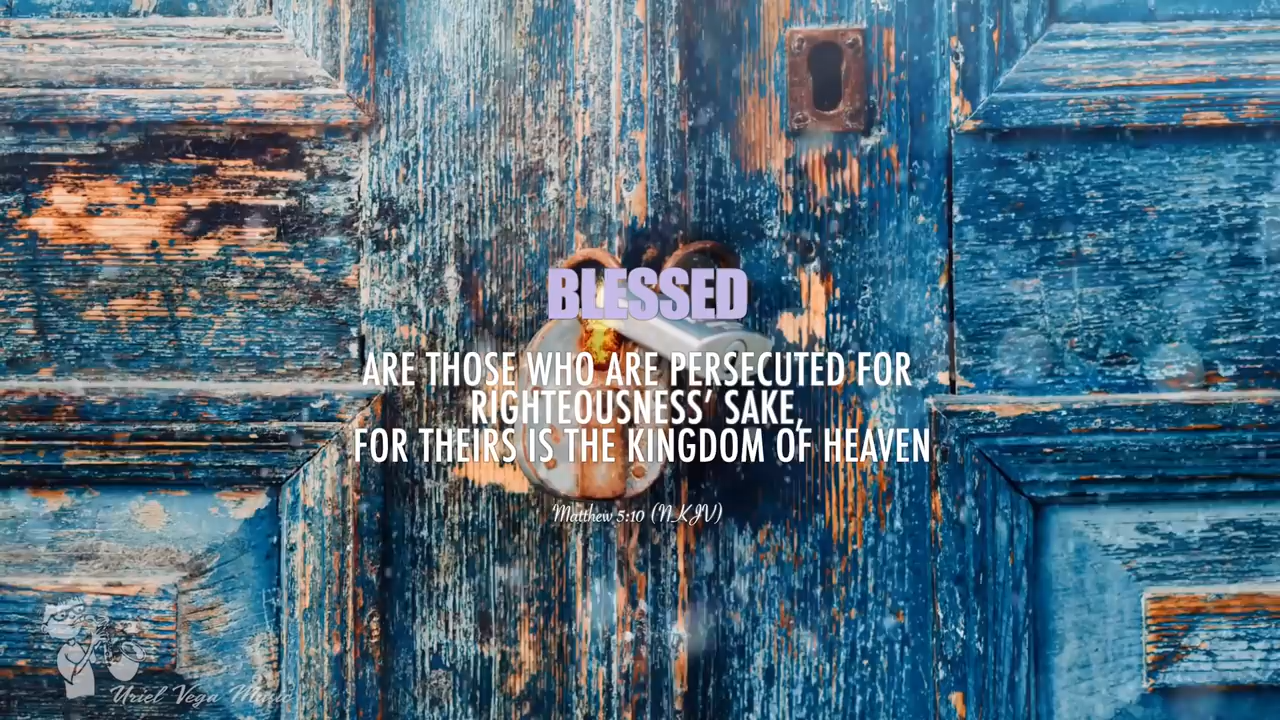 BLESSED
ARE THOSE WHO ARE PERSECUTED FOR
RIGHTEOUSNESS’ SAKE,
FOR THEIRS IS THE KINGDOM OF HEAVEN
Matthew 5:10 (NKJV)
Uriel Vega Music